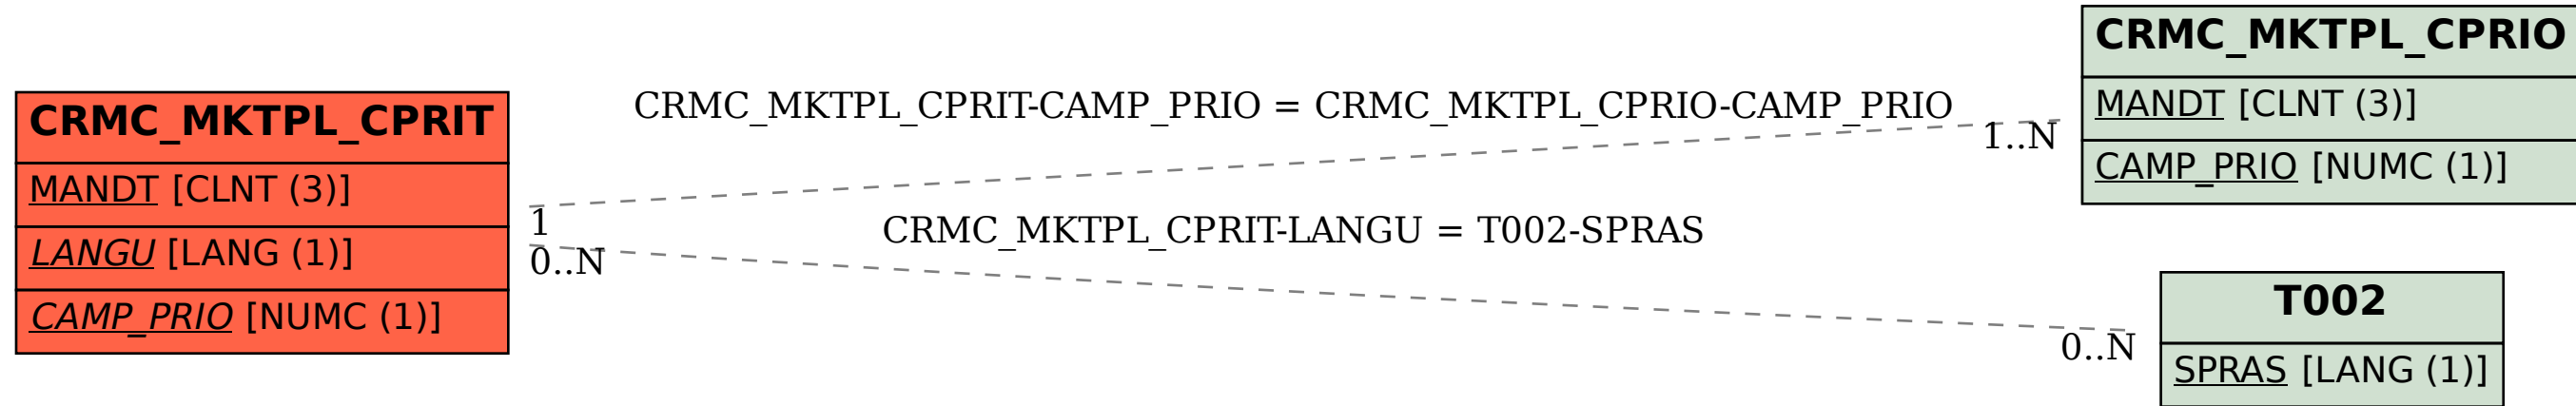 CRMC_MKTPL_CPRIT
MANDT [CLNT (3)]
LANGU [LANG (1)]
CAMP_PRIO [NUMC (1)]
CRMC_MKTPL_CPRIT-CAMP_PRIO = CRMC_MKTPL_CPRIO-CAMP_PRIO
1
1..N
CRMC_MKTPL_CPRIT-LANGU = T002-SPRAS
0..N
0..N
CRMC_MKTPL_CPRIO
MANDT [CLNT (3)]
CAMP_PRIO [NUMC (1)]
T002
SPRAS [LANG (1)]